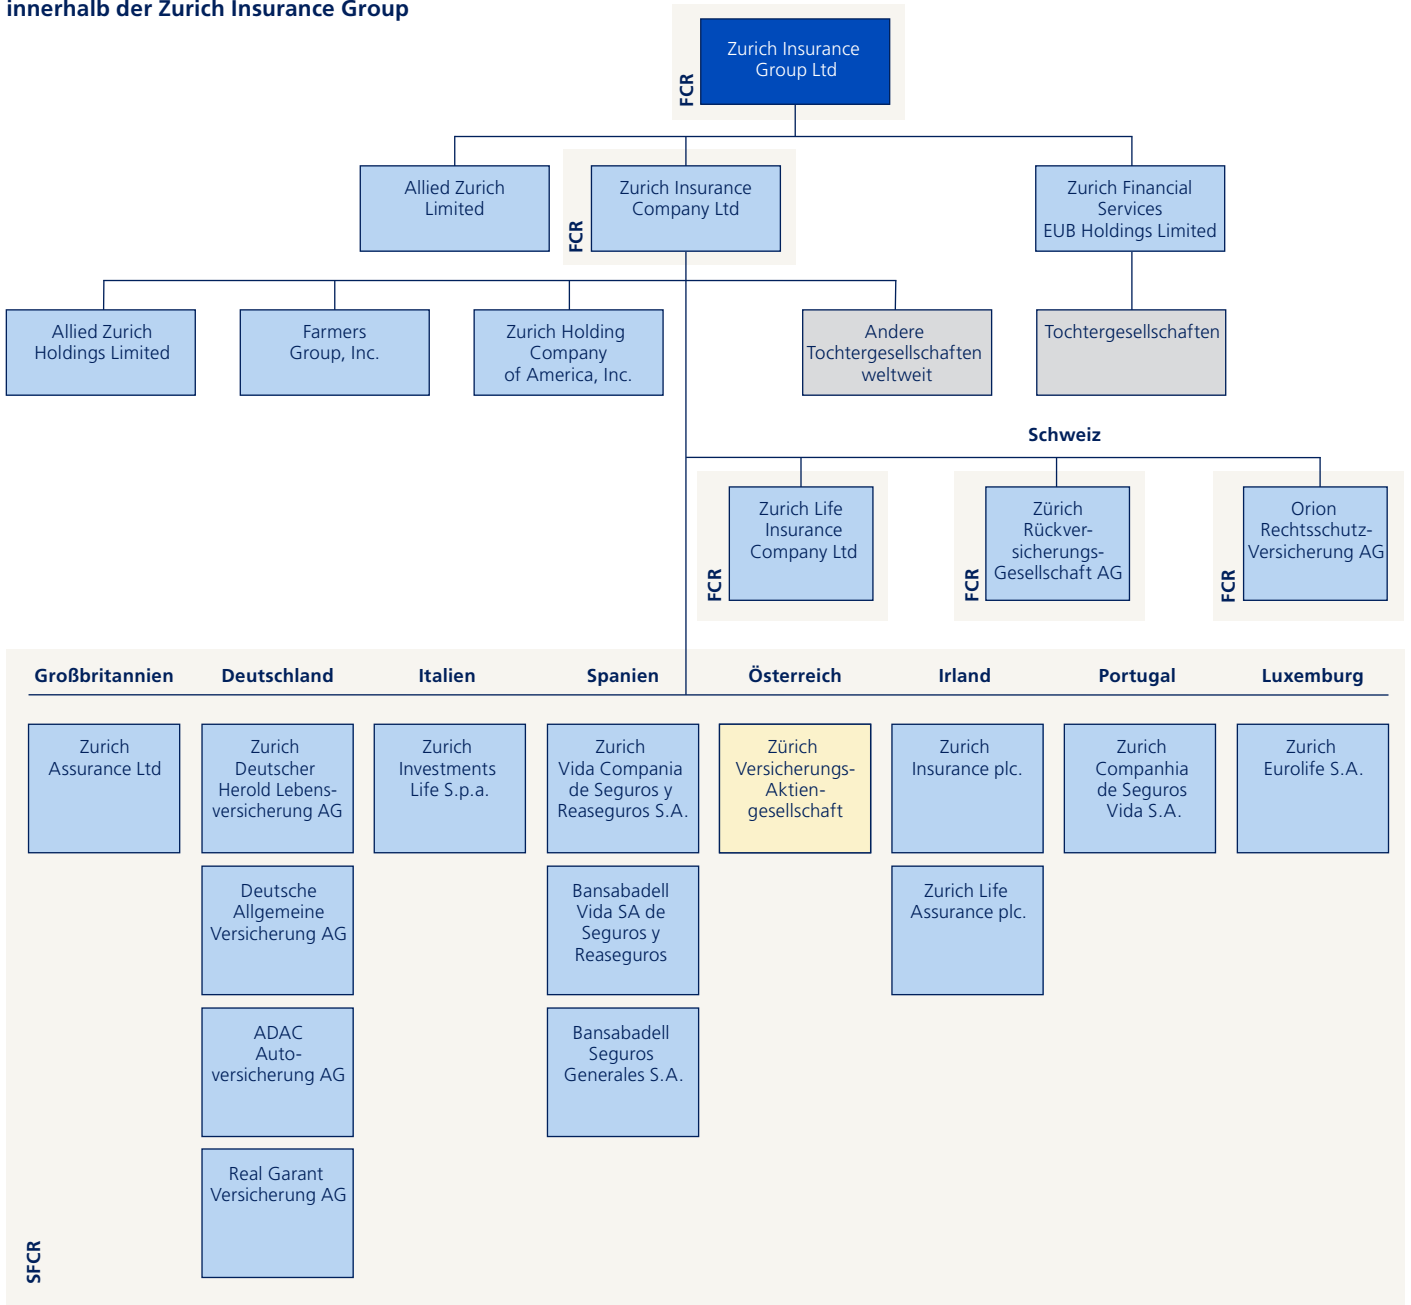 innerhalb der Zurich Insurance Group
Zurich Insurance
Group Ltd
FCR
Allied Zurich
Limited
Zurich Insurance
Company Ltd
FCR
Zurich Financial
Services
EUB Holdings Limited
Allied Zurich
Holdings Limited
Farmers
Group, Inc.
Zurich Holding
Company
of America, Inc.
Andere
Tochtergesellschaften
weltweit
Tochtergesellschaften
Schweiz
Zurich Life
Insurance
Company Ltd
FCR
Zürich
Rückver-
sicherungs-
Gesellschaft AG
FCR
Orion
Rechtsschutz-
Versicherung AG
FCR
Großbritannien
Deutschland
Italien
Spanien
Österreich
Irland
Portugal
Luxemburg
Zurich
Assurance Ltd
Zurich
Deutscher
Herold Lebens-
versicherung AG
Zurich
Investments
Life S.p.a.
Zurich
Vida Compania
de Seguros y
Reaseguros S.A.
Zürich
Versicherungs-
Aktien-
gesellschaft
Zurich
Insurance plc.
Zurich
Companhia
de Seguros
Vida S.A.
Zurich
Eurolife S.A.
Deutsche
Allgemeine
Versicherung AG
Bansabadell
Vida SA de
Seguros y
Reaseguros
Zurich Life
Assurance plc.
ADAC
Auto-
versicherung AG
Bansabadell
Seguros
Generales S.A.
Real Garant
Versicherung AG
SFCR